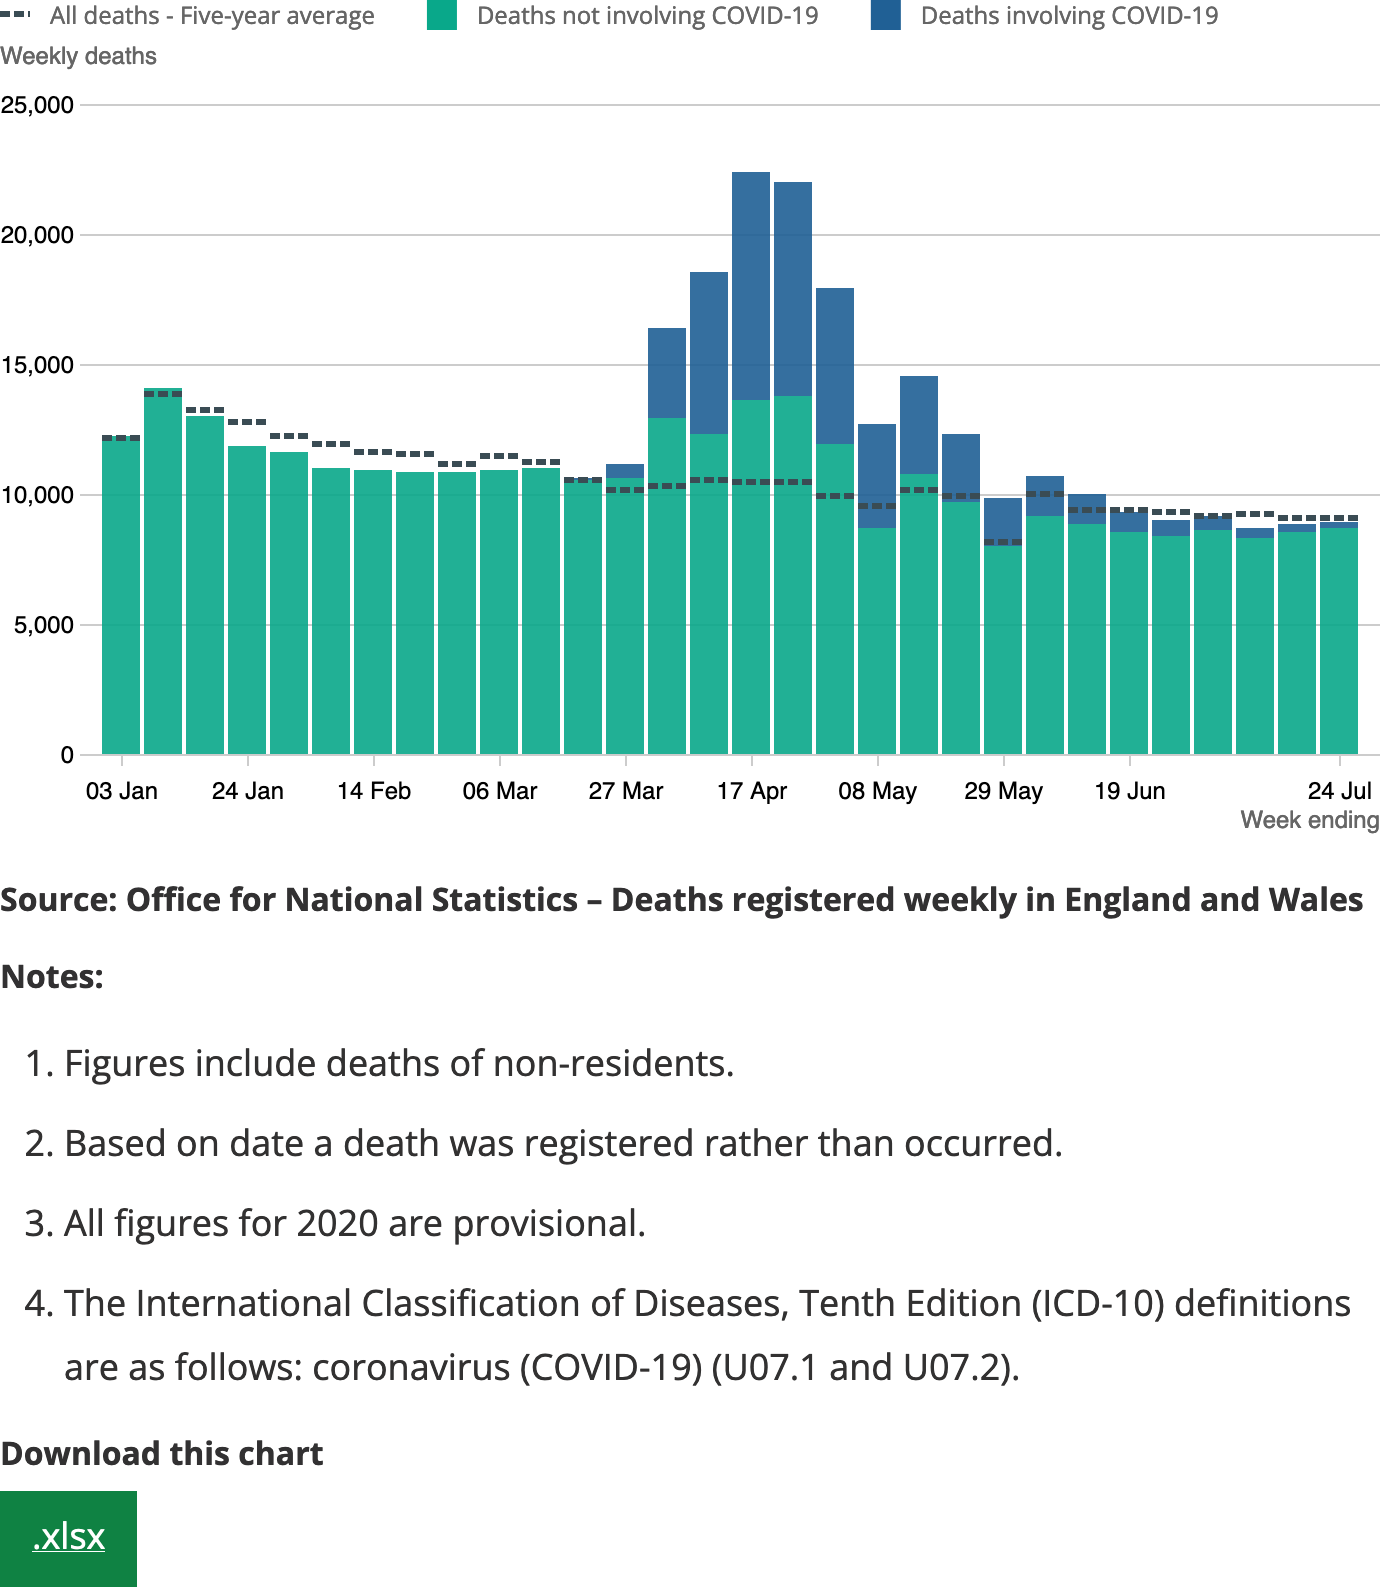 All deaths - Five-year average Deaths not involving COVID-19 Deaths involving COVID-19
Weekly deaths
25,000
20,000
15,000
10,000
5,000
0
03 Jan 24 Jan 14 Feb 06 Mar 27 Mar 17 Apr 08 May 29 May 19 Jun 24 Jul
Week ending
Source: Office for National Statistics – Deaths registered weekly in England and Wales
Notes:
1. Figures include deaths of non-residents.
2. Based on date a death was registered rather than occurred.
3. All figures for 2020 are provisional.
4. The International Classification of Diseases, Tenth Edition (ICD-10) definitions
are as follows: coronavirus (COVID-19) (U07.1 and U07.2).
Download this chart
.xlsx